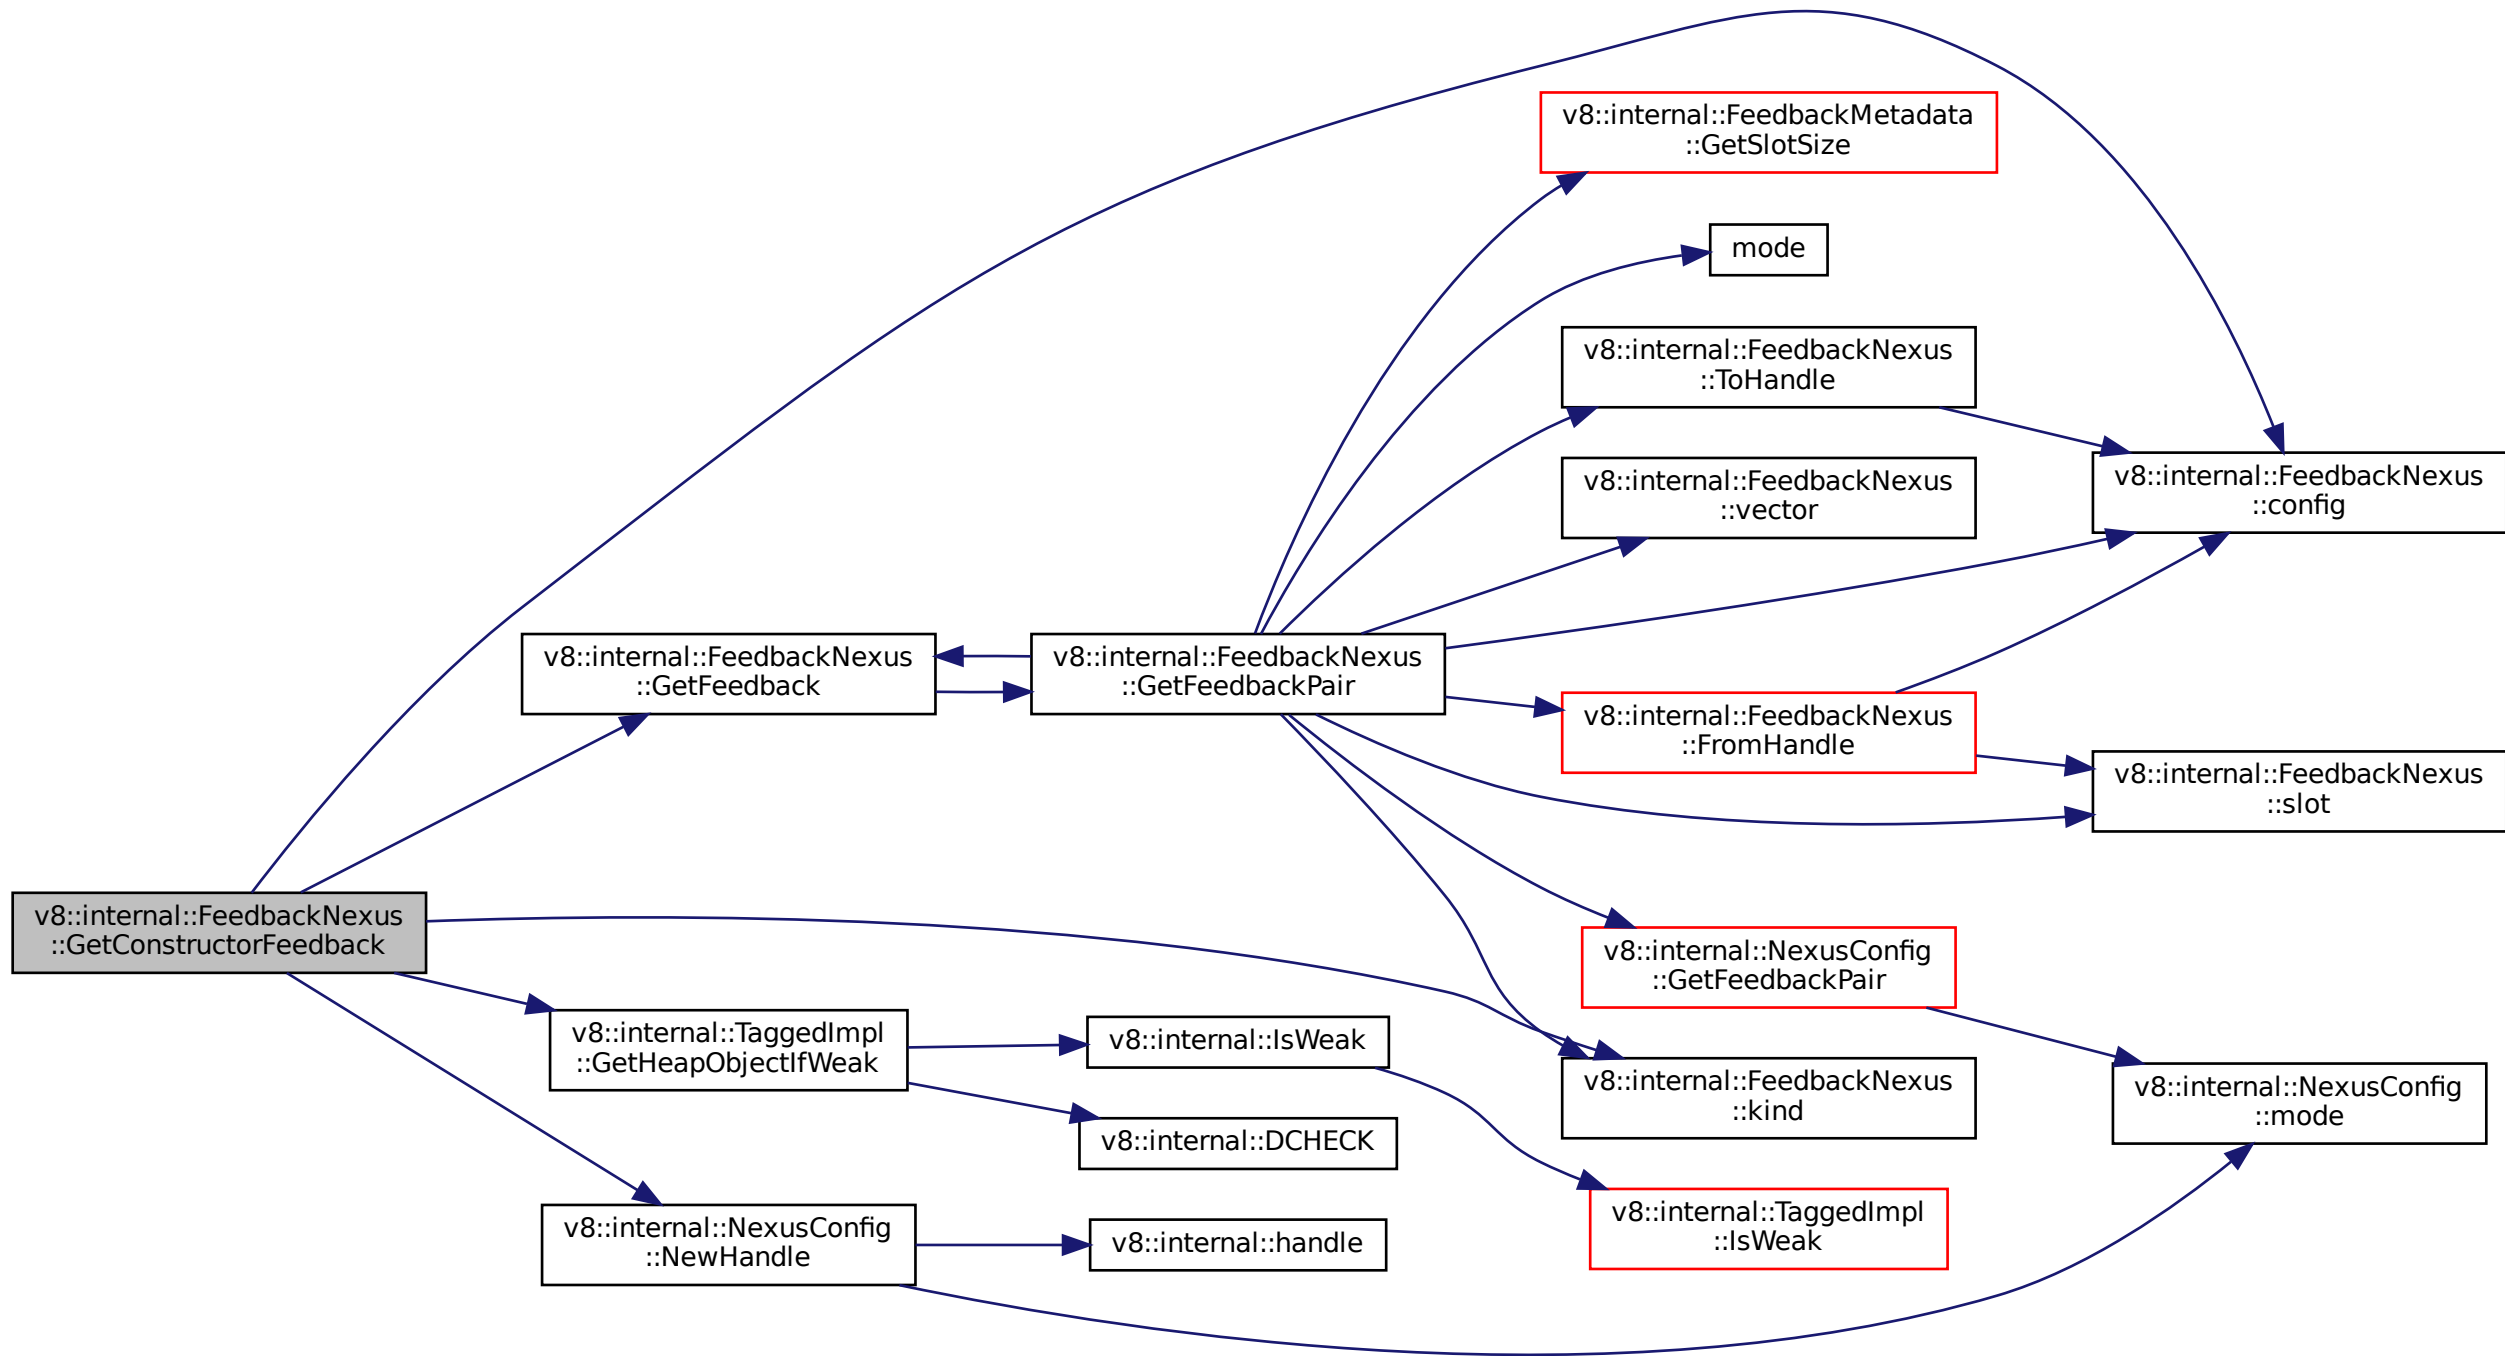 v8::internal::FeedbackMetadata
::GetSlotSize
mode
v8::internal::FeedbackNexus
::ToHandle
v8::internal::FeedbackNexus
::vector
v8::internal::FeedbackNexus
::config
v8::internal::FeedbackNexus
::GetFeedback
v8::internal::FeedbackNexus
::GetFeedbackPair
v8::internal::FeedbackNexus
::FromHandle
v8::internal::FeedbackNexus
::slot
v8::internal::FeedbackNexus
::GetConstructorFeedback
v8::internal::NexusConfig
::GetFeedbackPair
v8::internal::TaggedImpl
::GetHeapObjectIfWeak
v8::internal::IsWeak
v8::internal::FeedbackNexus
::kind
v8::internal::NexusConfig
::mode
v8::internal::DCHECK
v8::internal::NexusConfig
::NewHandle
v8::internal::handle
v8::internal::TaggedImpl
::IsWeak